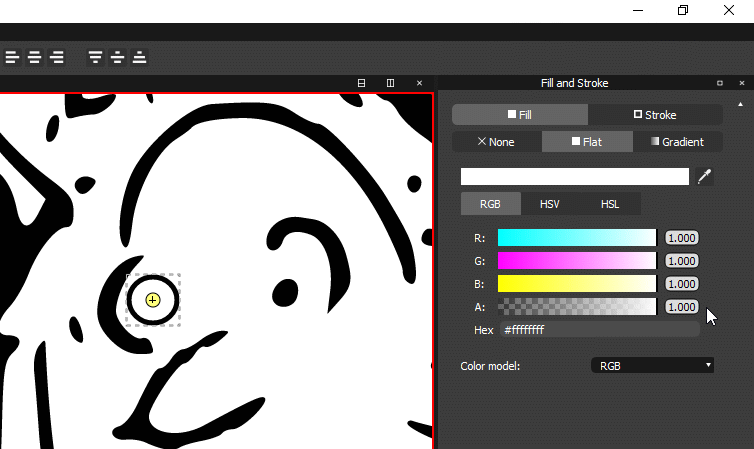 Fill and Stroke
Fill Stroke
None Flat Gradient
RGB HSV HSL
R: 1.000
G: 1.000
B: 1.000
A: 1.000
Hex #ffffffff
Color model: RGB